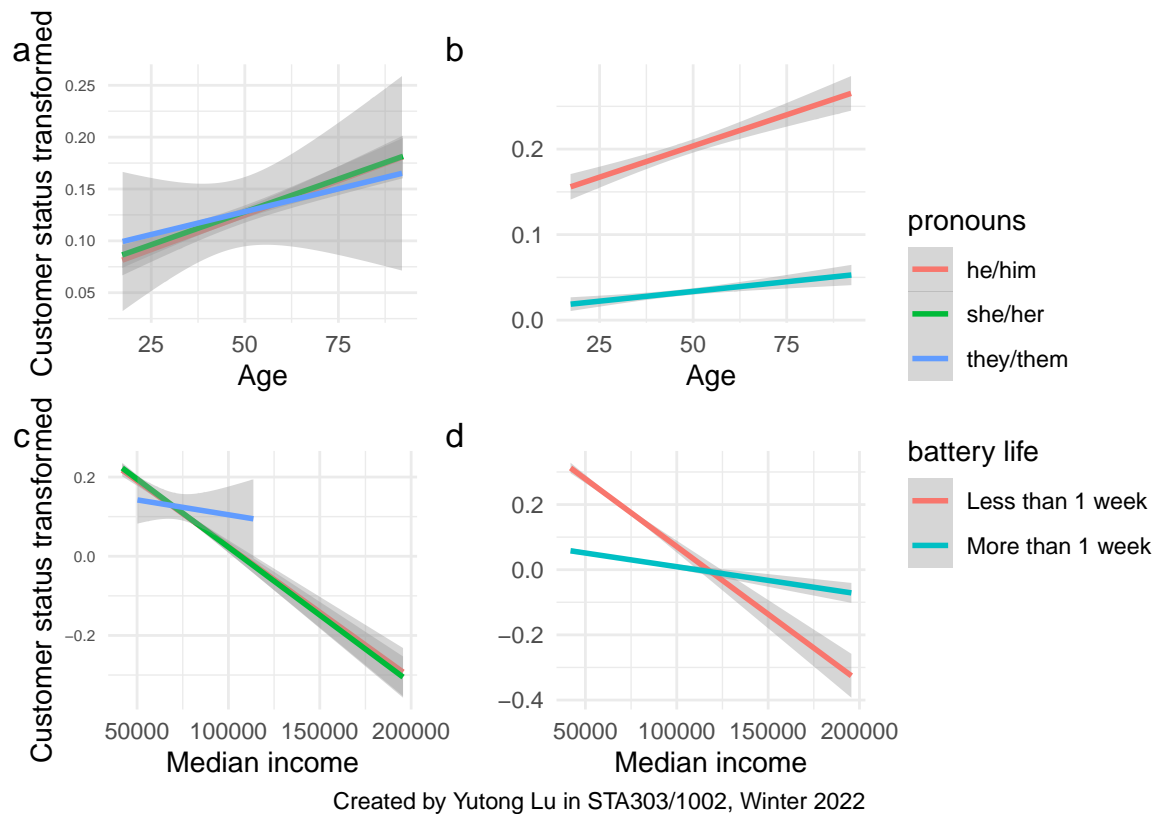 a
Customer status transformed
0.25
0.20
0.15
0.10
0.05
25 50 75
Age
b
0.2
0.1
0.0
25 50 75
Age
pronouns
he/him
she/her
they/them
c
Customer status transformed
0.2
0.0
−0.2
50000 100000 150000 200000
Median income
d
0.2
0.0
−0.2
−0.4
50000 100000 150000 200000
Median income
battery life
Less than 1 week
More than 1 week
Created by Yutong Lu in STA303/1002, Winter 2022